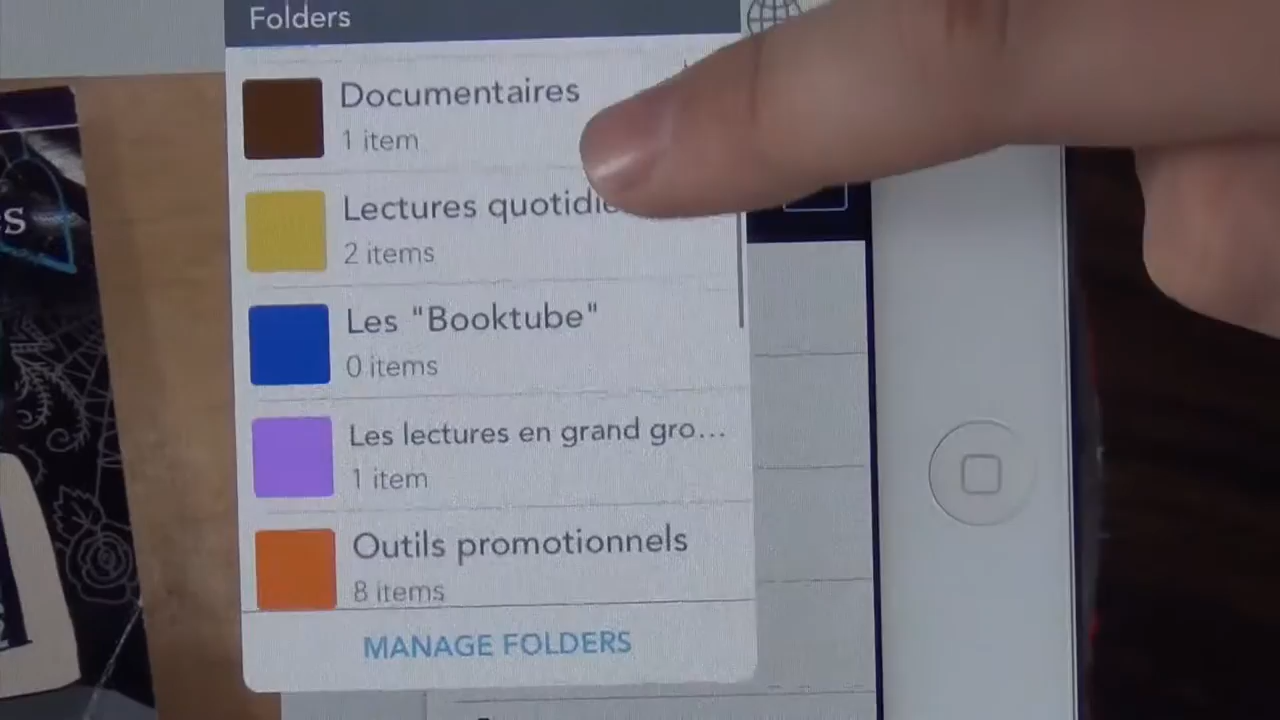 Folders
Documentaires
1 item
Lectures
2 items
Les "Booktube"
0 items
Les lectures en grand gro...
1 item
Outils promotionnels
8 items
MANAGE FOLDERS